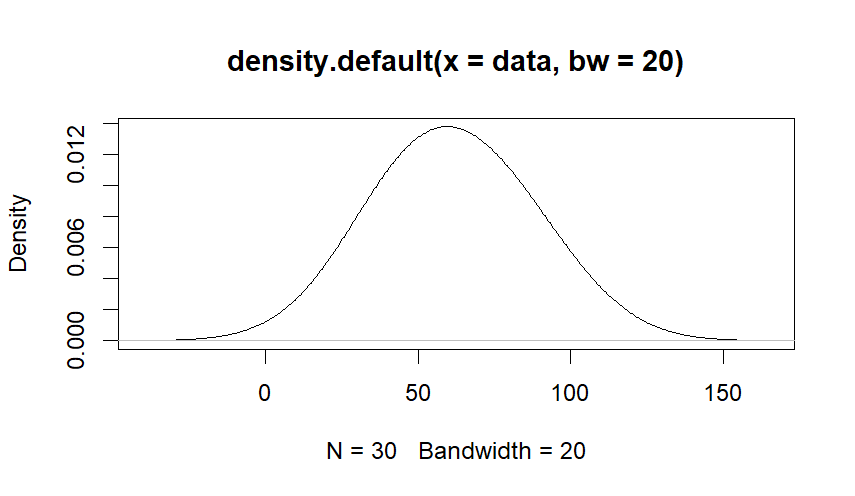 density.default(x = data, bw = 20)
Density
0.012
0.006
0.000
0 50 100 150
N = 30 Bandwidth = 20